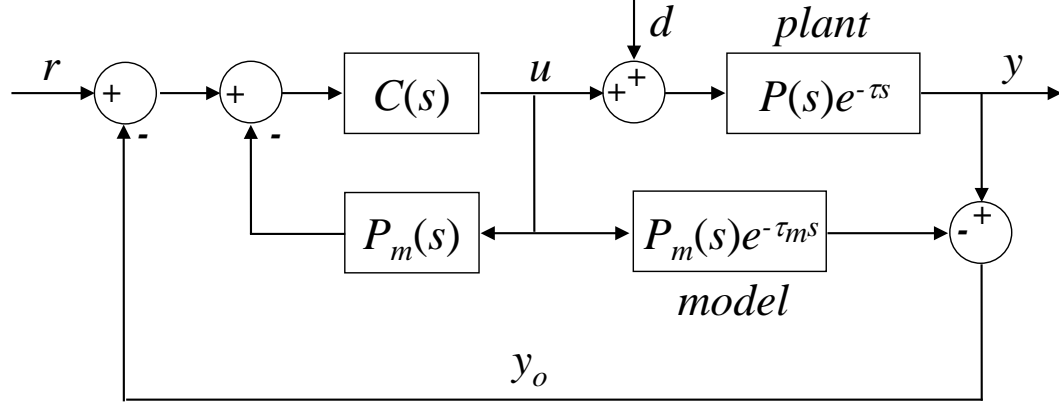 d
plant
r
+
-
+
-
C(s)
u
+
+
P(s)e^{-τs}
y
P_m(s)
P_m(s)e^{-τ_m s}
-
+
model
y_o